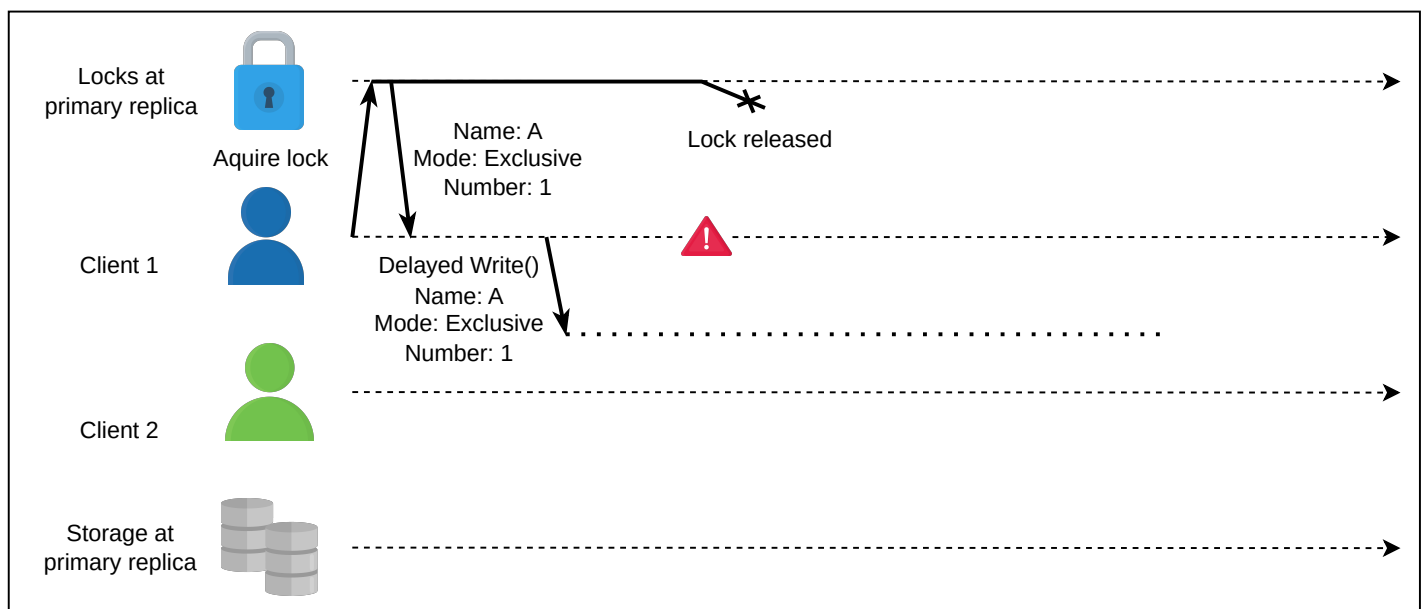 Locks at
primary replica
Aquire lock
Name: A
Mode: Exclusive
Number: 1
Lock released
Client 1
Delayed Write()
Name: A
Mode: Exclusive
Number: 1
Client 2
Storage at
primary replica